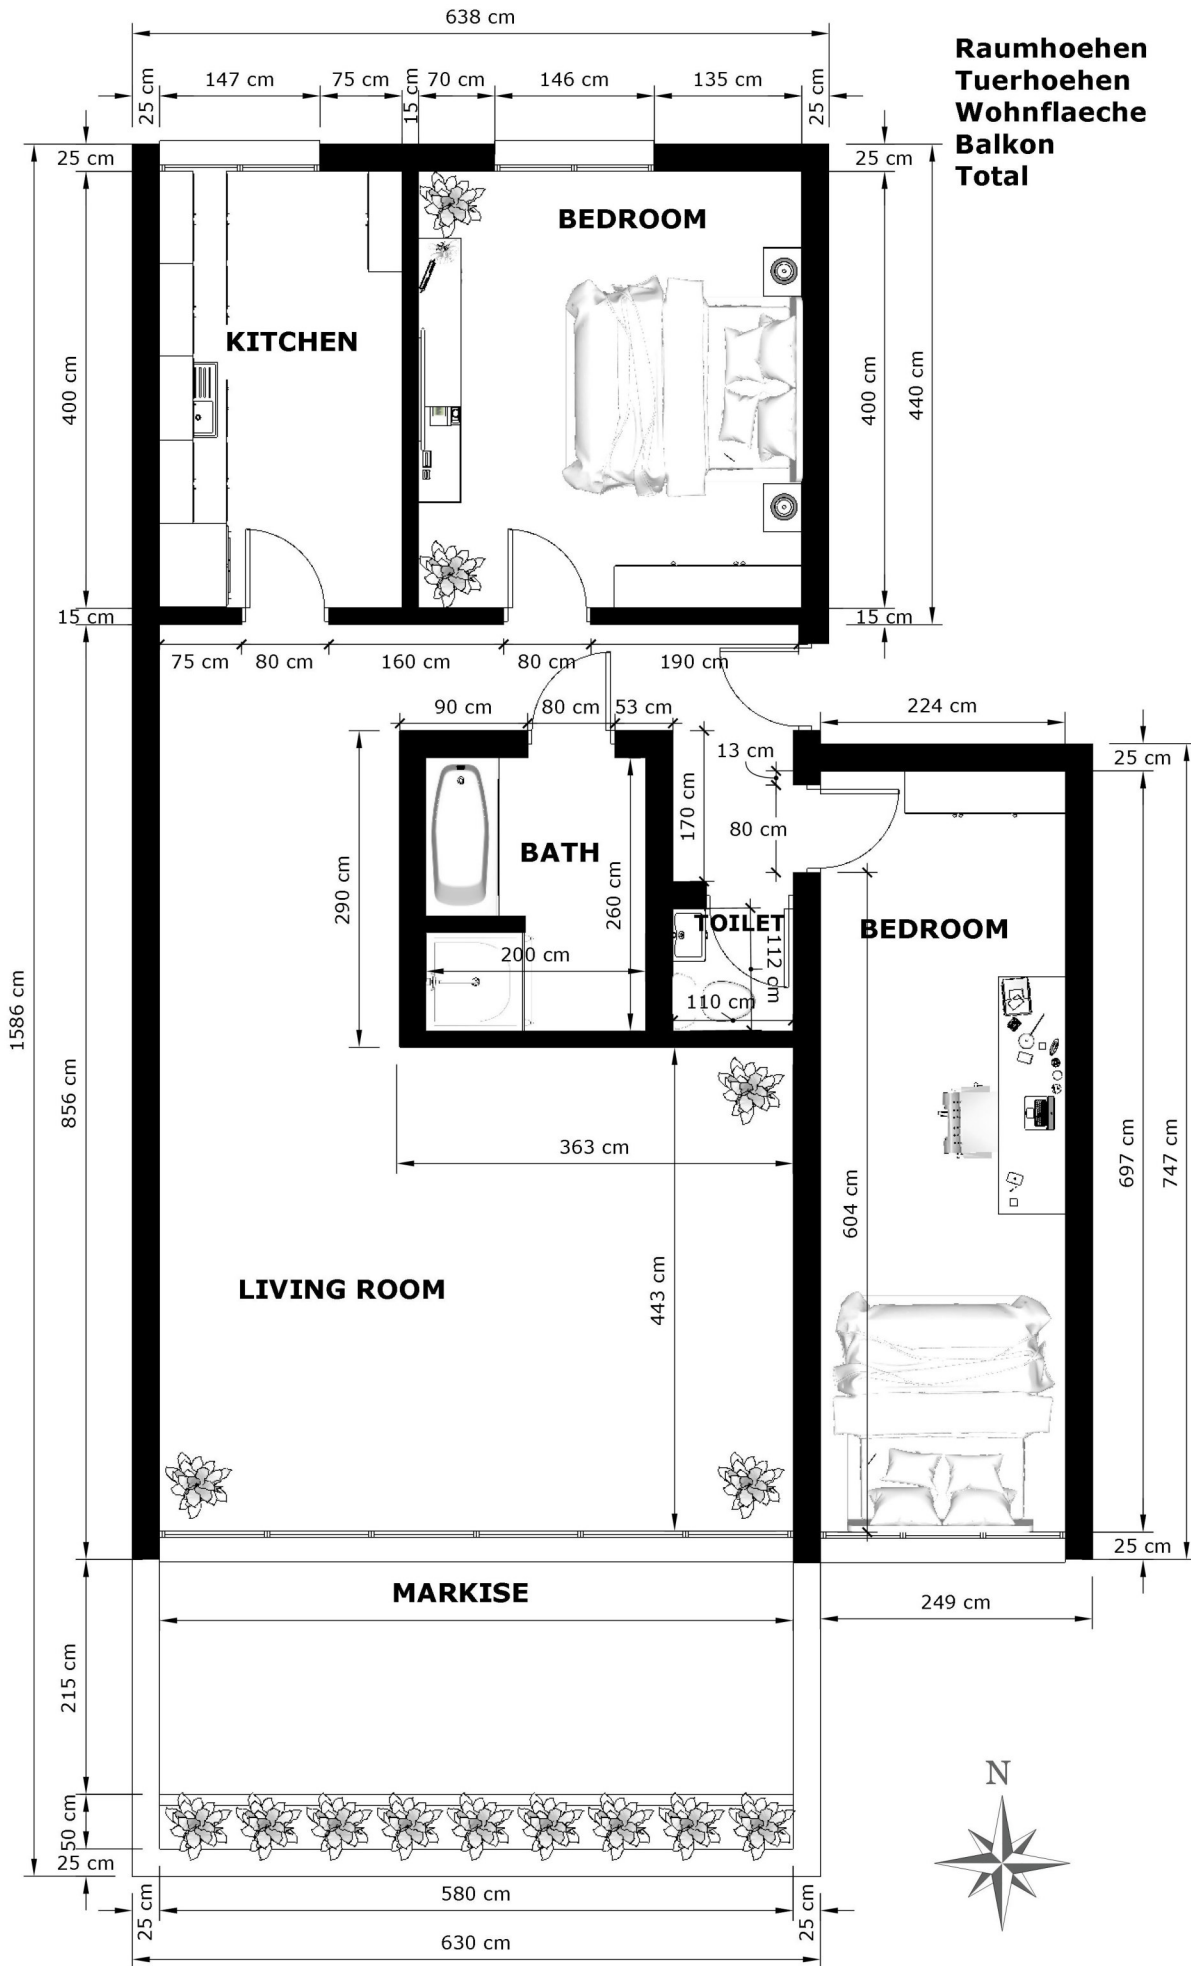 638 cm
Raumhoehen
Tuerhoehen
Wohnflaeche
Balkon
Total
25 cm
147 cm
75 cm
15 cm
70 cm
146 cm
135 cm
25 cm
25 cm
25 cm
BEDROOM
KITCHEN
400 cm
400 cm
440 cm
15 cm
15 cm
75 cm
80 cm
160 cm
80 cm
190 cm
90 cm
80 cm
53 cm
224 cm
13 cm
25 cm
170 cm
80 cm
BATH
290 cm
260 cm
TOILET
BEDROOM
200 cm
112 cm
110 cm
1586 cm
856 cm
363 cm
697 cm
747 cm
604 cm
LIVING ROOM
443 cm
25 cm
MARKISE
249 cm
215 cm
N
50 cm
25 cm
25 cm
580 cm
25 cm
630 cm